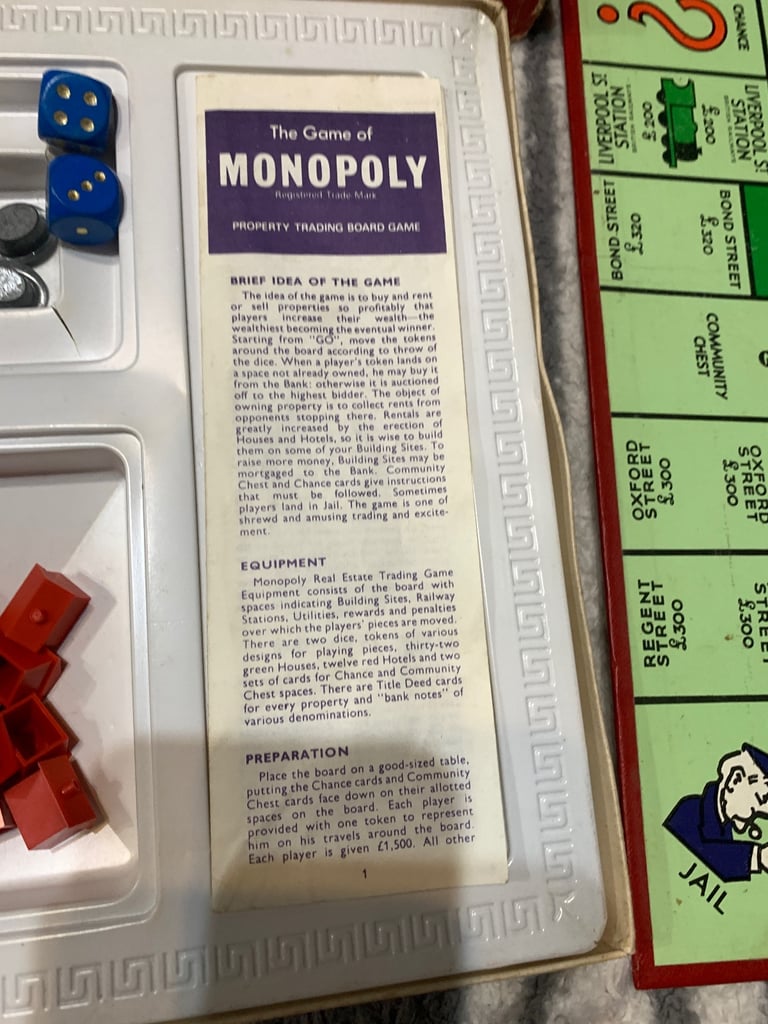 The Game of
MONOPOLY
Registered Trade Mark
PROPERTY TRADING BOARD GAME
BRIEF IDEA OF THE GAME
The idea of the game is to buy and rent
or sell properties so profitably that
players increase their wealth—the
wealthiest becoming the eventual winner.
Starting from "GO", move the tokens
around the board according to throw of
the dice. When a player's token lands on
a space not already owned, he may buy it
from the Bank: otherwise it is auctioned
off to the highest bidder. The object of
owning property is to collect rents from
opponents stopping there. Rentals are
greatly increased by the erection of
Houses and Hotels, so it is wise to build
them on some of your Building Sites. To
raise more money, Building Sites may be
mortgaged to the Bank. Community
Chest and Chance cards give instructions
that must be followed. Sometimes
players land in Jail. The game is one of
shrewd and amusing trading and excite-
ment.
EQUIPMENT
Monopoly Real Estate Trading Game
Equipment consists of the board with
spaces indicating Building Sites, Railway
Stations, Utilities, rewards and penalties
over which the players' pieces are moved.
There are two dice, tokens of various
designs for playing pieces, thirty-two
green Houses, twelve red Hotels and two
sets of cards for Chance and Community
Chest spaces. There are Title Deed cards
for every property and "bank notes" of
various denominations.
PREPARATION
Place the board on a good-sized table,
putting the Chance cards and Community
Chest cards face down on their allotted
spaces on the board. Each player is
provided with one token to represent
him on his travels around the board.
Each player is given £1,500. All other
1
?
CHANCE
LIVERPOOL ST
STATION
£200
£200
LIVERPOOL ST
STATION
BOND STREET
£320
£320
BOND STREET
COMMUNITY
CHEST
OXFORD
STREET
£300
OXFORD
STREET
£300
REGENT
STREET
£300
STREET
£300
JAIL